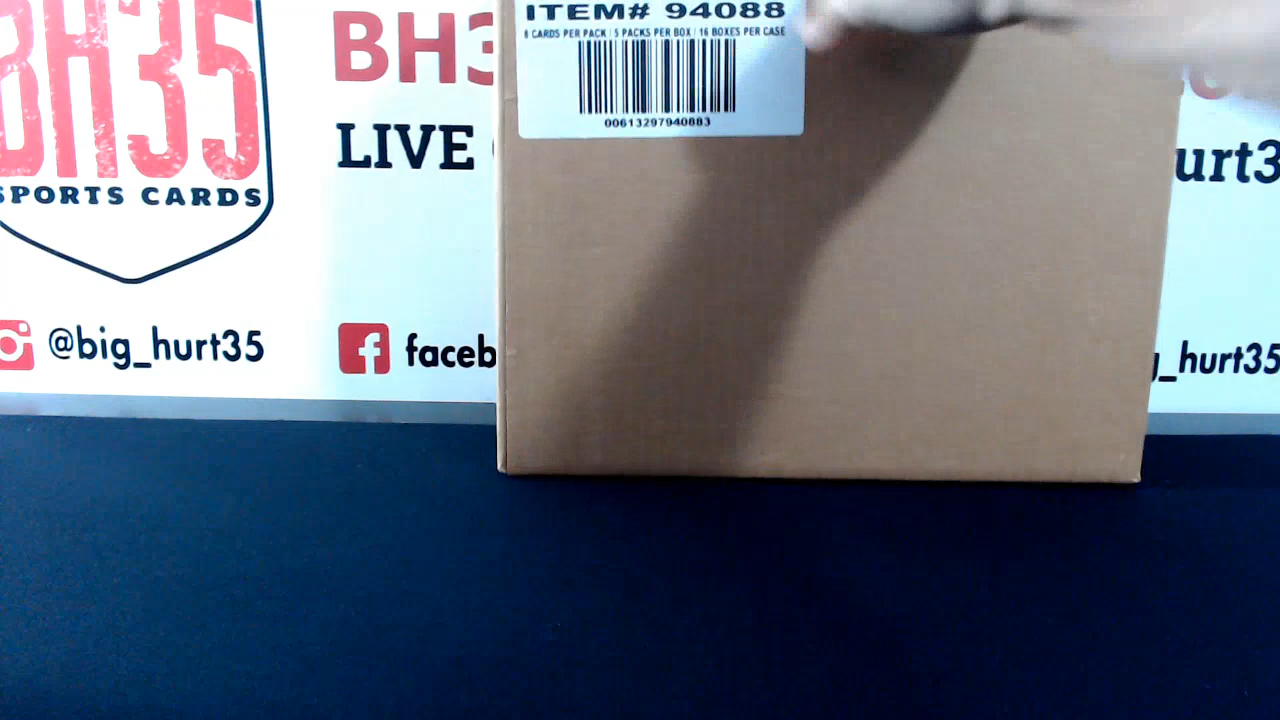 BH35
SPORTS CARDS
@big_hurt35
BH3
LIVE
faceb
ITEM# 94088
8 CARDS PER PACK / 5 PACKS PER BOX / 16 BOXES PER CASE
00613297940883
urt3
_hurt35